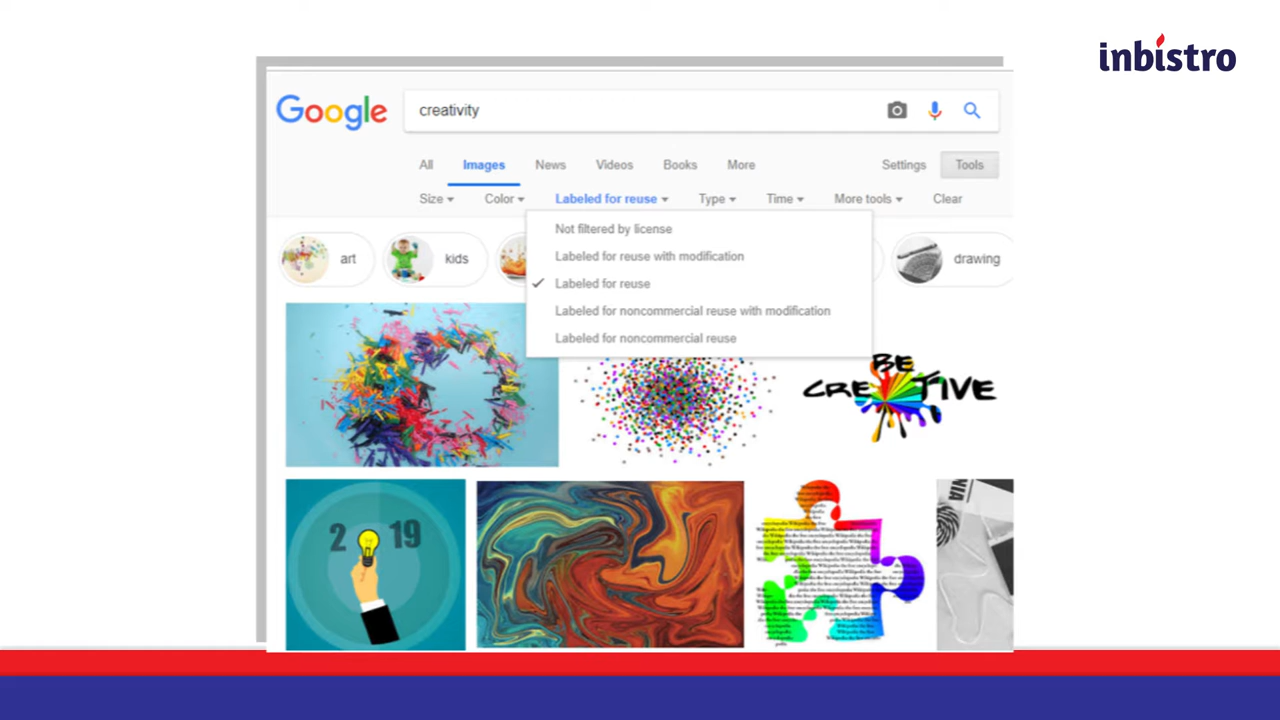 inbistro
Google
creativity
All Images News Videos Books More Settings Tools
Size Color Labeled for reuse Type Time More tools Clear
Not filtered by license
Labeled for reuse with modification
Labeled for reuse
Labeled for noncommercial reuse with modification
Labeled for noncommercial reuse
art kids drawing
BE
CREATIVE
2 19